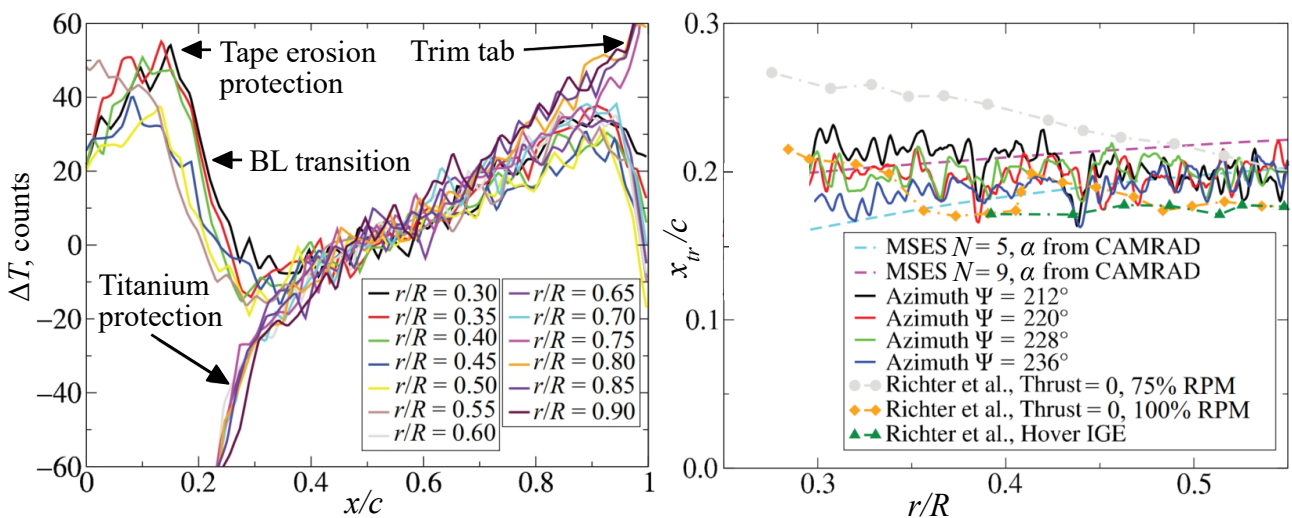 60
40
20
0
−20
−40
−60
ΔT, counts
Tape erosion
protection
Trim tab
BL transition
Titanium
protection
r/R = 0.30
r/R = 0.35
r/R = 0.40
r/R = 0.45
r/R = 0.50
r/R = 0.55
r/R = 0.60
r/R = 0.65
r/R = 0.70
r/R = 0.75
r/R = 0.80
r/R = 0.85
r/R = 0.90
0 0.2 0.4 0.6 0.8 1
x/c
0.3
0.2
0.1
0.0
xtr/c
MSES N = 5, α from CAMRAD
MSES N = 9, α from CAMRAD
Azimuth Ψ = 212°
Azimuth Ψ = 220°
Azimuth Ψ = 228°
Azimuth Ψ = 236°
Richter et al., Thrust = 0, 75% RPM
Richter et al., Thrust = 0, 100% RPM
Richter et al., Hover IGE
0.3 0.4 0.5
r/R